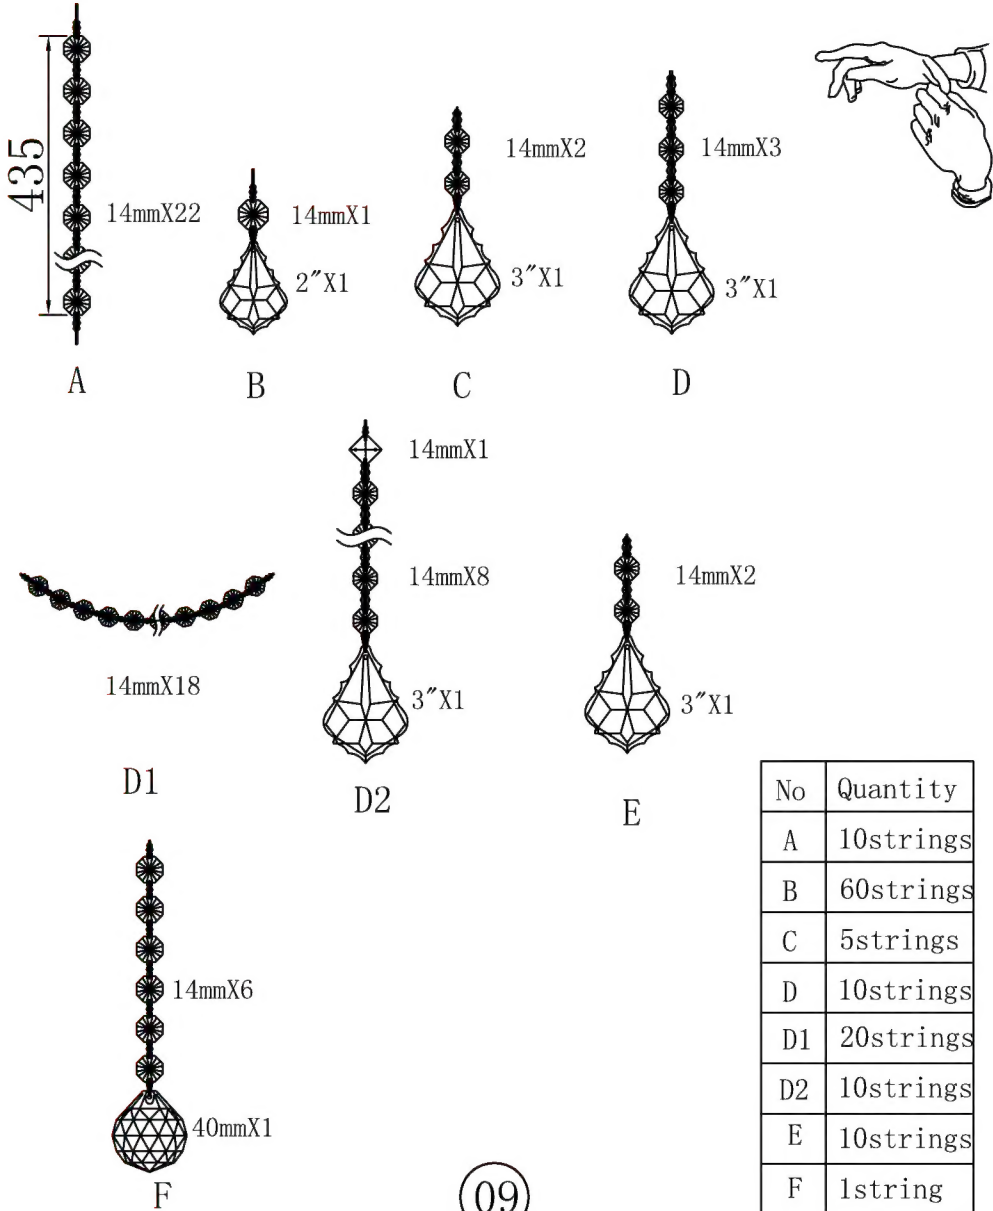 435
14mmX22
14mmX1
2"X1
14mmX2
3"X1
14mmX3
3"X1
A
B
C
D
14mmX1
14mmX8
3"X1
14mmX18
14mmX2
3"X1
D1
D2
E
14mmX6
40mmX1
F
No Quantity
A 10strings
B 60strings
C 5strings
D 10strings
D1 20strings
D2 10strings
E 10strings
F 1string
09